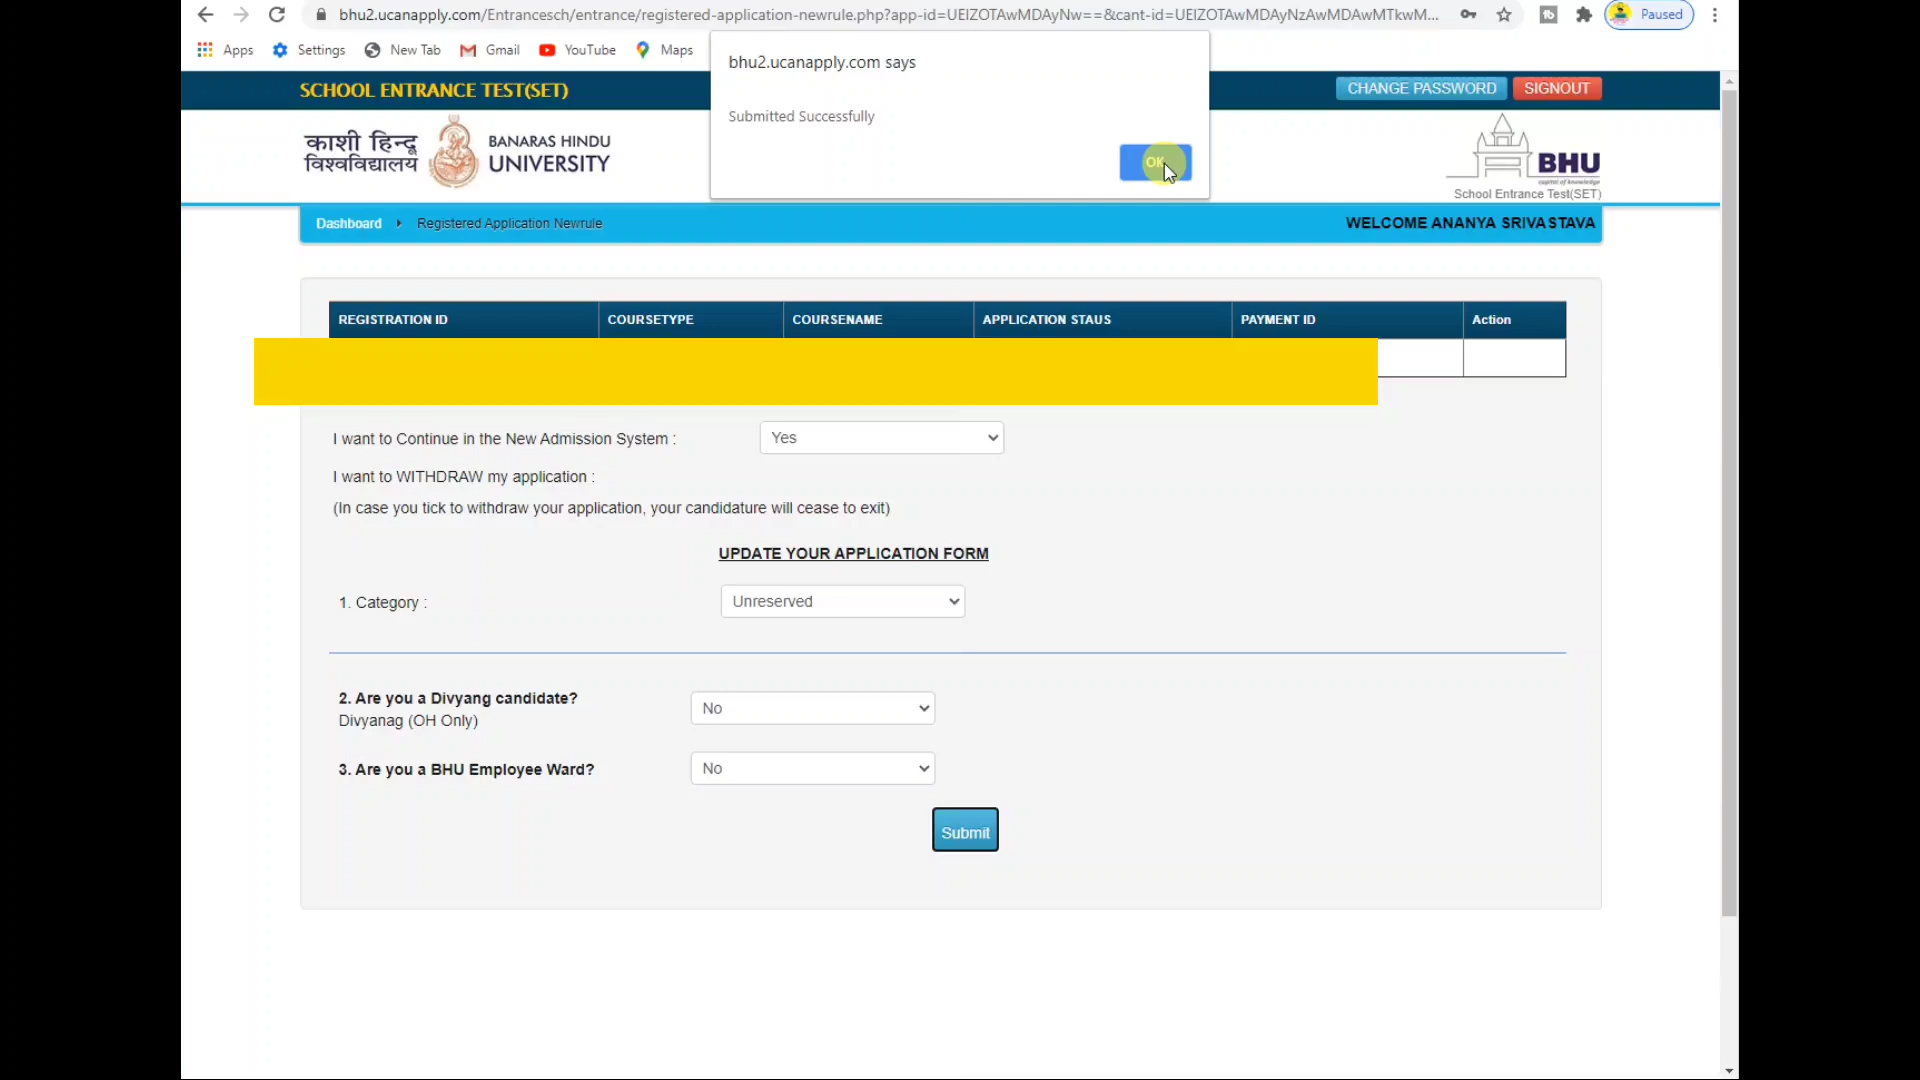 bhu2.ucanapply.com/Entrancesch/entrance/registered-application-newrule.php?app-id=UElZOTAwMDAyNw==&cant-id=UElZOTAwMDAyNzAwMDAwMTkwM...
Paused
Apps
Settings
New Tab
Gmail
YouTube
Maps
bhu2.ucanapply.com says
Submitted Successfully
OK
SCHOOL ENTRANCE TEST(SET)
CHANGE PASSWORD
SIGNOUT
काशी हिन्दू
विश्वविद्यालय
BANARAS HINDU
UNIVERSITY
BHU
capital of knowledge
School Entrance Test(SET)
Dashboard
Registered Application Newrule
WELCOME ANANYA SRIVASTAVA
REGISTRATION ID
COURSETYPE
COURSENAME
APPLICATION STAUS
PAYMENT ID
Action
I want to Continue in the New Admission System :
Yes
I want to WITHDRAW my application :
(In case you tick to withdraw your application, your candidature will cease to exit)
UPDATE YOUR APPLICATION FORM
1. Category :
Unreserved
2. Are you a Divyang candidate?
Divyanag (OH Only)
No
3. Are you a BHU Employee Ward?
No
Submit